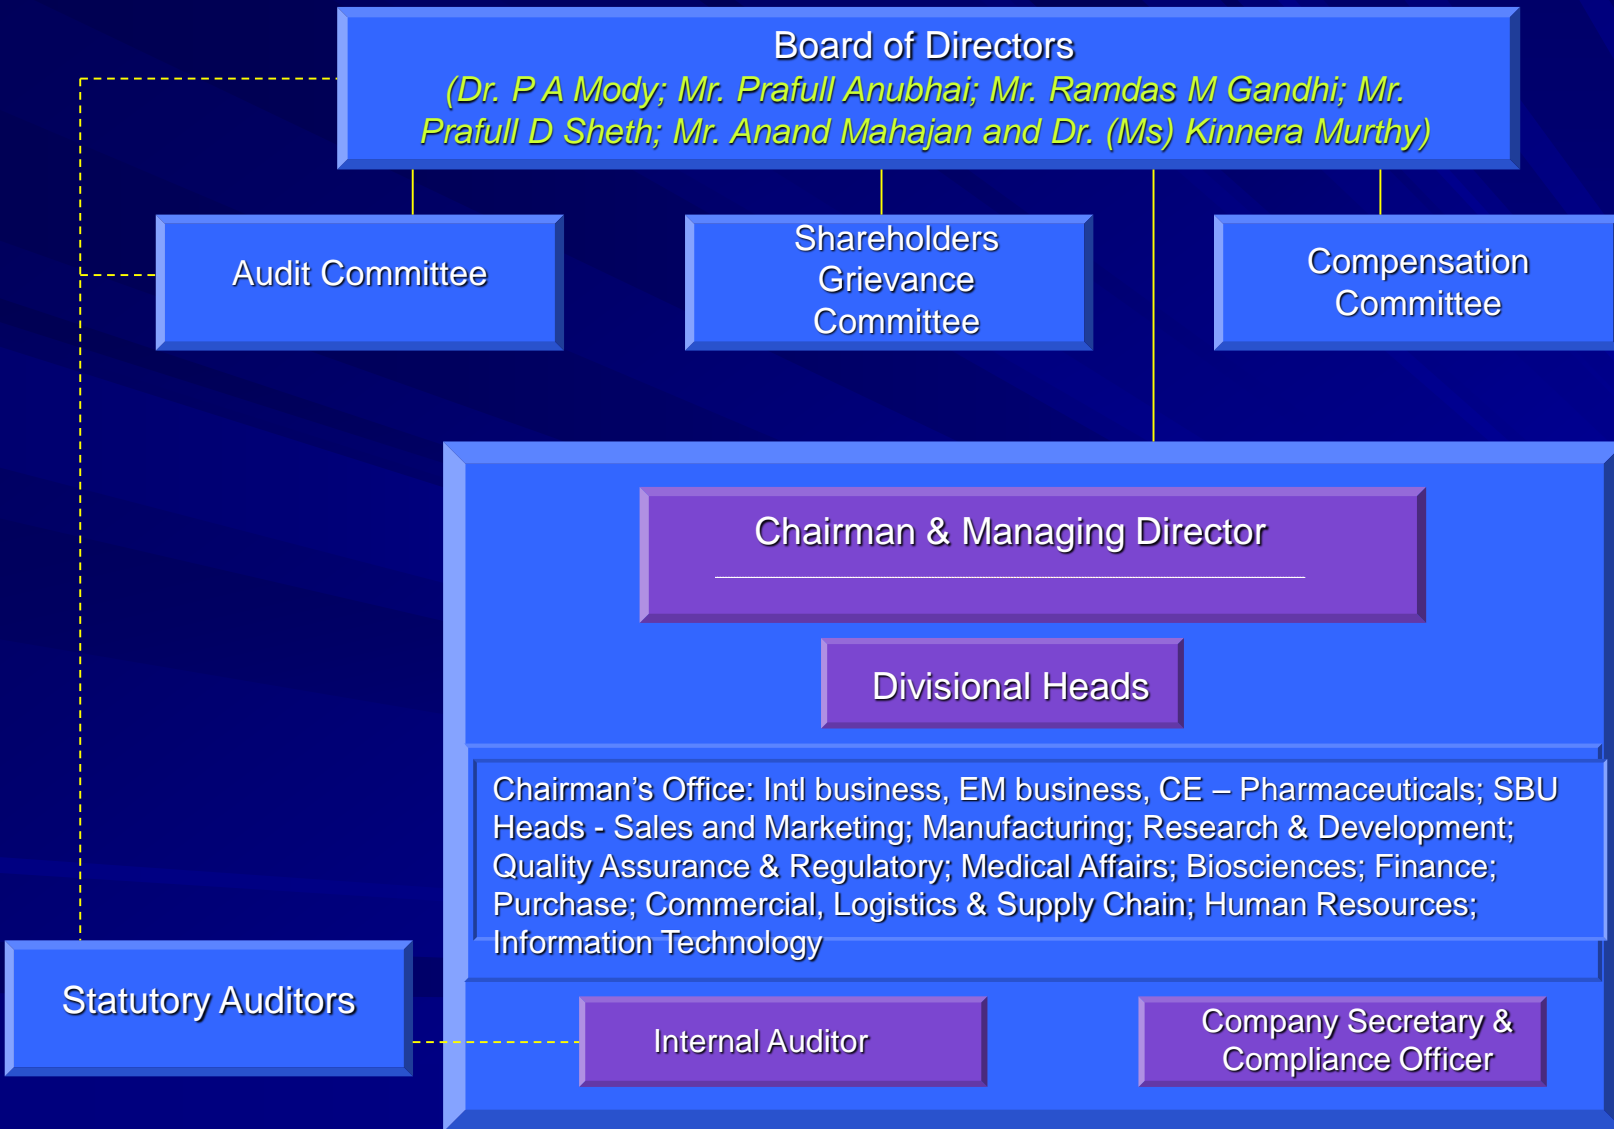 Board of Directors
(Dr. P A Mody; Mr. Prafull Anubhai; Mr. Ramdas M Gandhi; Mr.
Prafull D Sheth; Mr. Anand Mahajan and Dr. (Ms) Kinnera Murthy)
Audit Committee
Shareholders
Grievance
Committee
Compensation
Committee
Chairman & Managing Director
Divisional Heads
Chairman’s Office: Intl business, EM business, CE – Pharmaceuticals; SBU
Heads - Sales and Marketing; Manufacturing; Research & Development;
Quality Assurance & Regulatory; Medical Affairs; Biosciences; Finance;
Purchase; Commercial, Logistics & Supply Chain; Human Resources;
Information Technology
Statutory Auditors
Internal Auditor
Company Secretary &
Compliance Officer